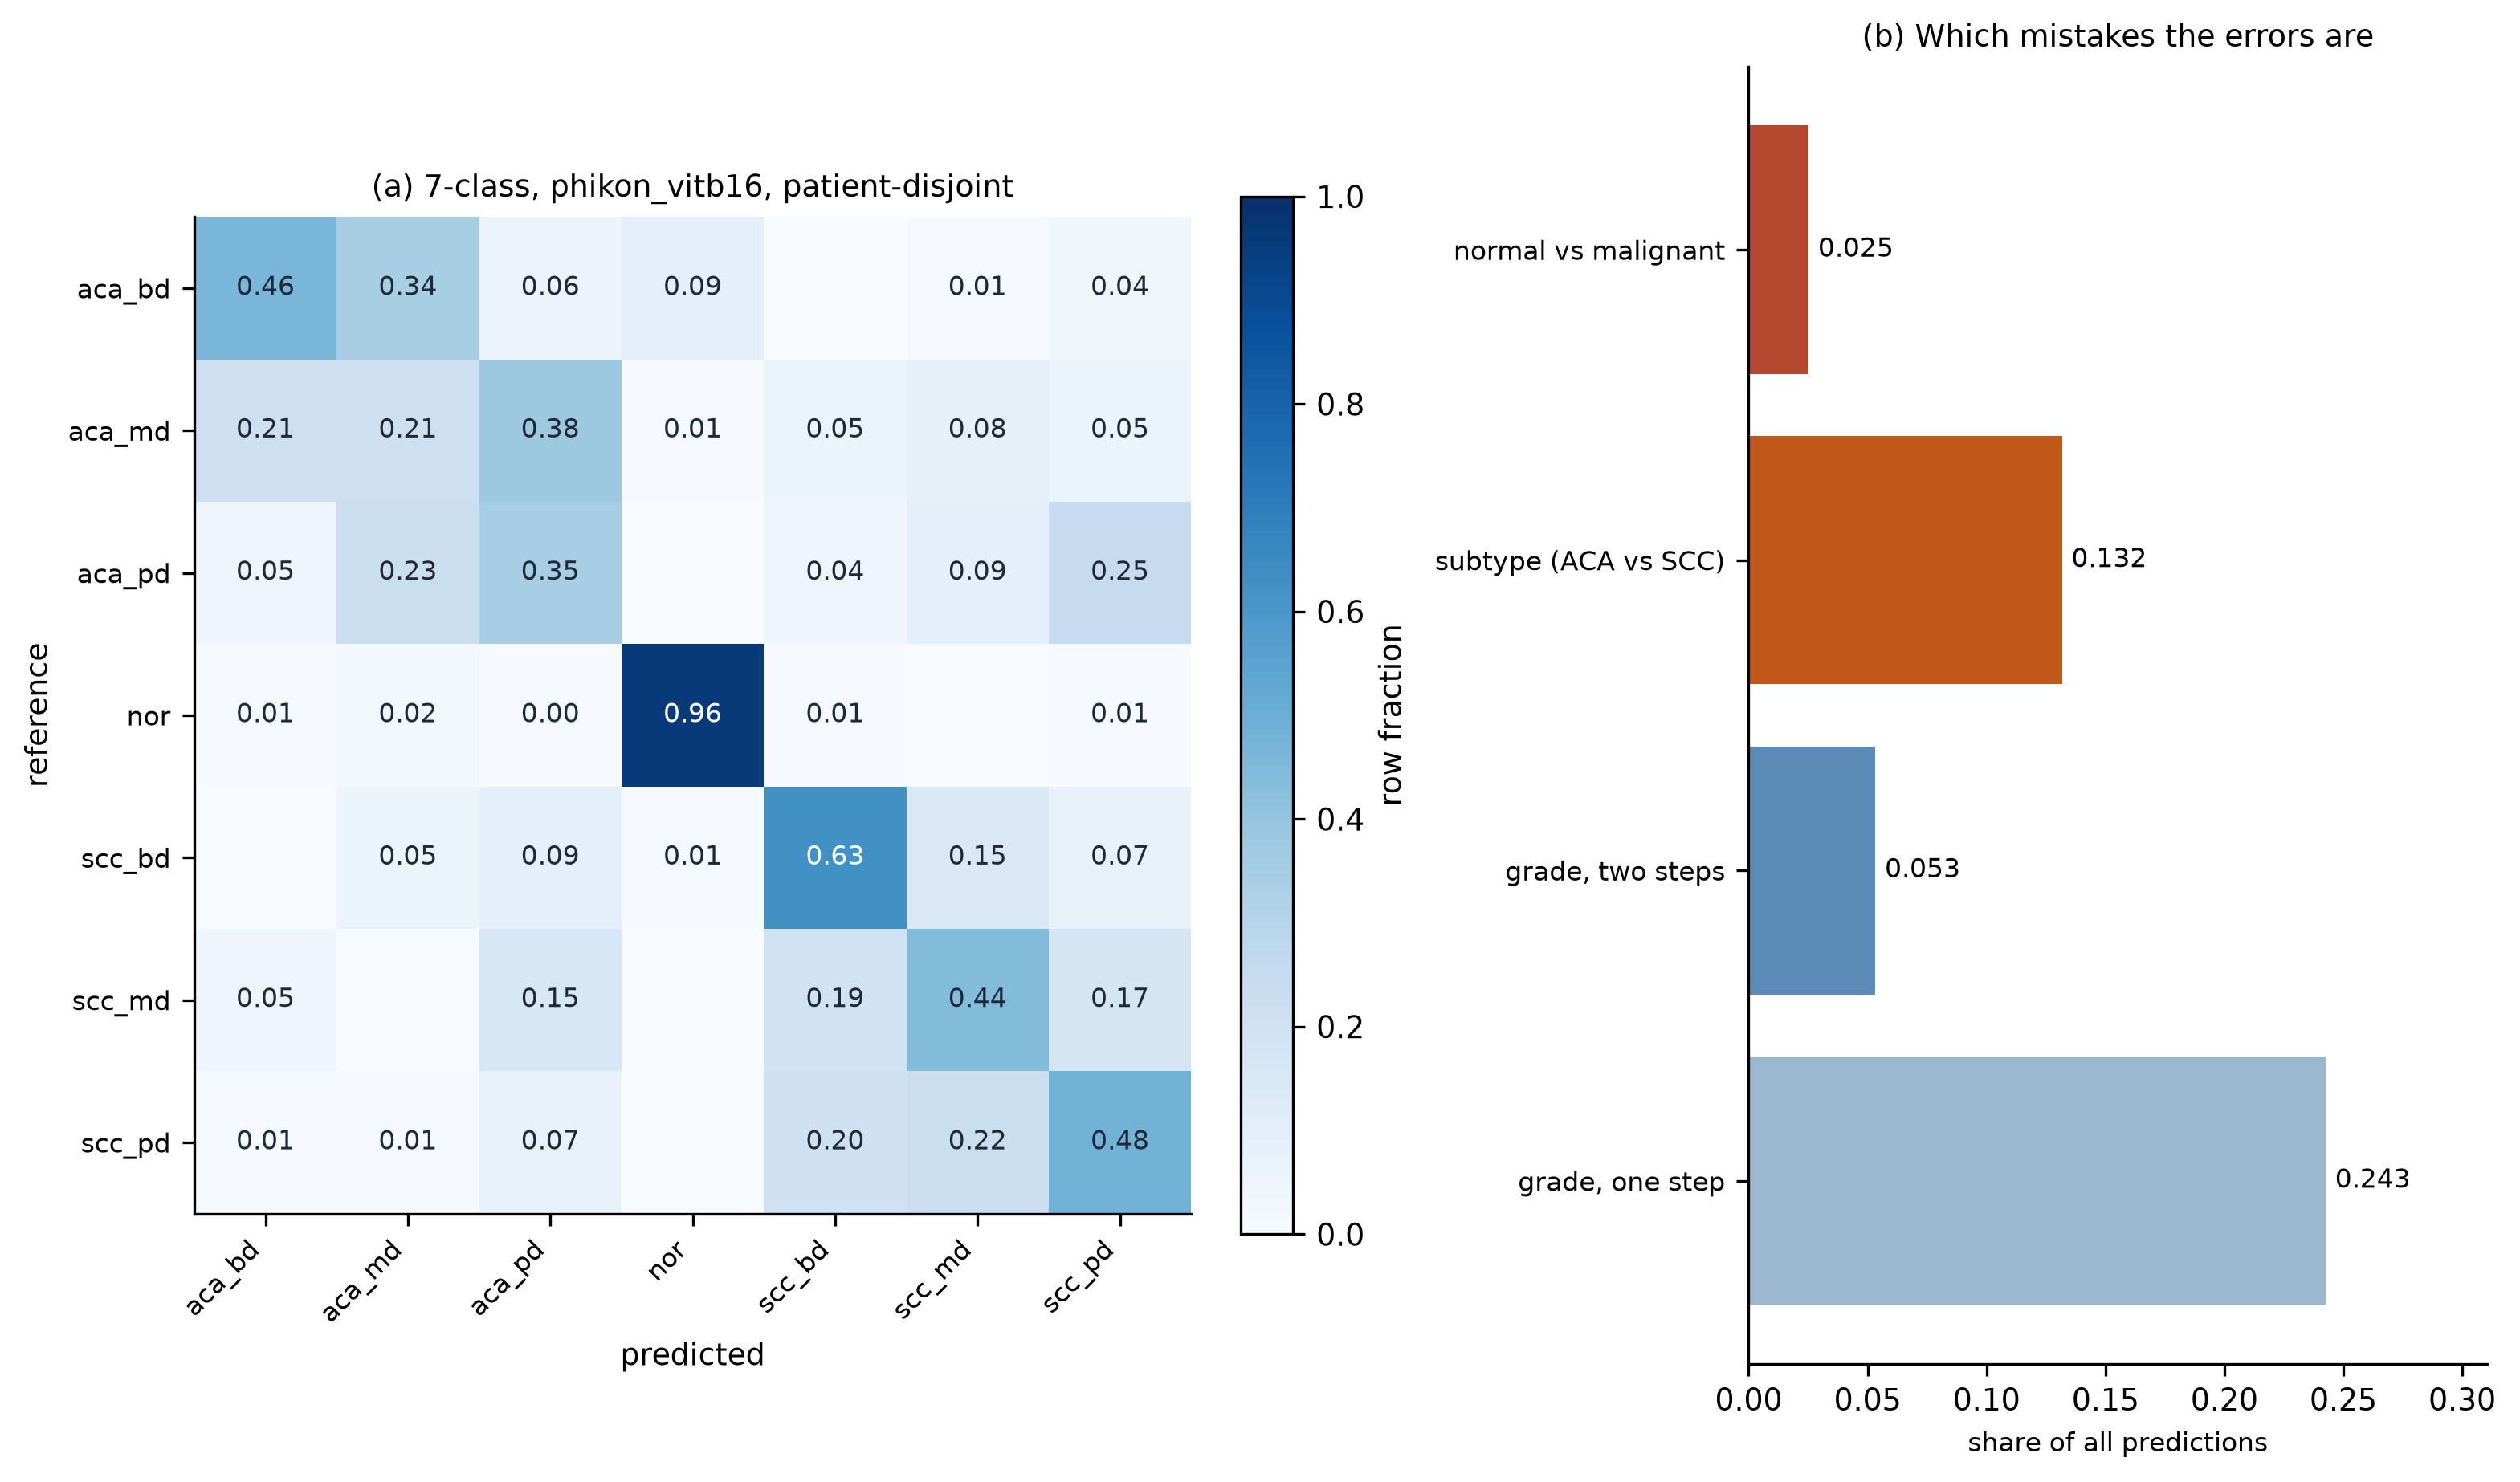 (a) 7-class, phikon_vitb16, patient-disjoint
reference
aca_bd 0.46 0.34 0.06 0.09 0.01 0.04
aca_md 0.21 0.21 0.38 0.01 0.05 0.08 0.05
aca_pd 0.05 0.23 0.35 0.04 0.09 0.25
nor 0.01 0.02 0.00 0.96 0.01 0.01
scc_bd 0.05 0.09 0.01 0.63 0.15 0.07
scc_md 0.05 0.15 0.19 0.44 0.17
scc_pd 0.01 0.01 0.07 0.20 0.22 0.48
aca_bd aca_md aca_pd nor scc_bd scc_md scc_pd
predicted
1.0
0.8
0.6
0.4
0.2
0.0
row fraction
(b) Which mistakes the errors are
normal vs malignant 0.025
subtype (ACA vs SCC) 0.132
grade, two steps 0.053
grade, one step 0.243
0.00 0.05 0.10 0.15 0.20 0.25 0.30
share of all predictions